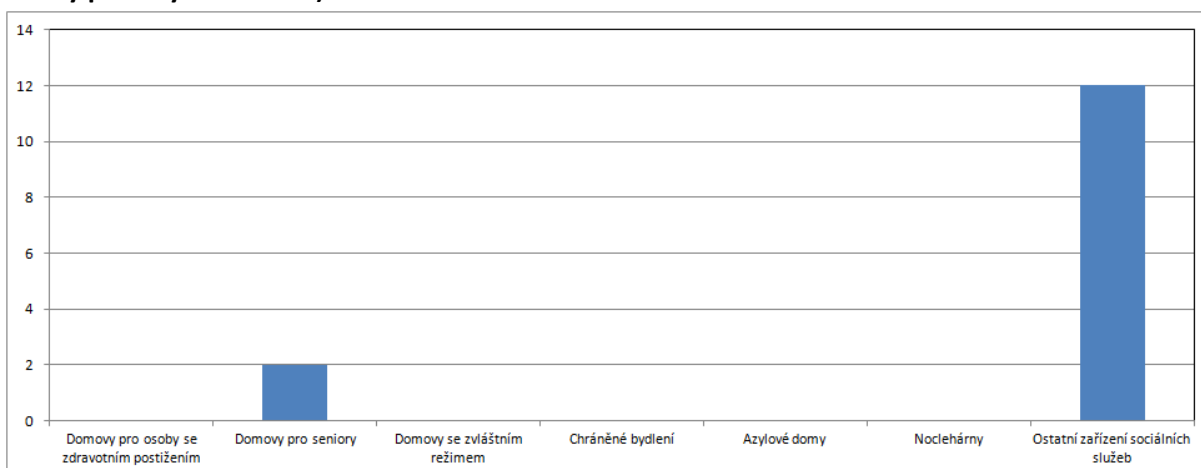 14
12
10
8
6
4
2
0
Domovy pro osoby se
zdravotním postižením
Domovy pro seniory
Domovy se zvláštním
režimem
Chráněné bydlení
Azylové domy
Noclehárny
Ostatní zařízení sociálních
služeb